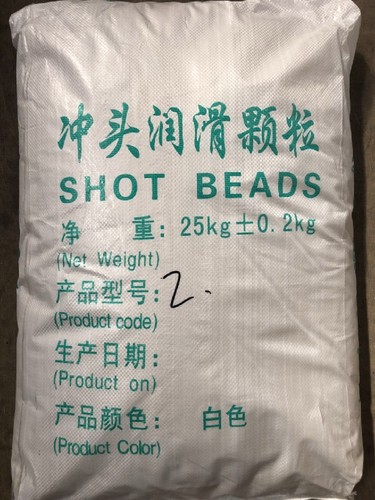 冲头润滑颗粒
SHOT BEADS
净 重: 25kg±0.2kg
(Net Weight)
产品型号: 2.
(Product code)
生产日期:
(Product on)
产品颜色: 白色
(Product Color)